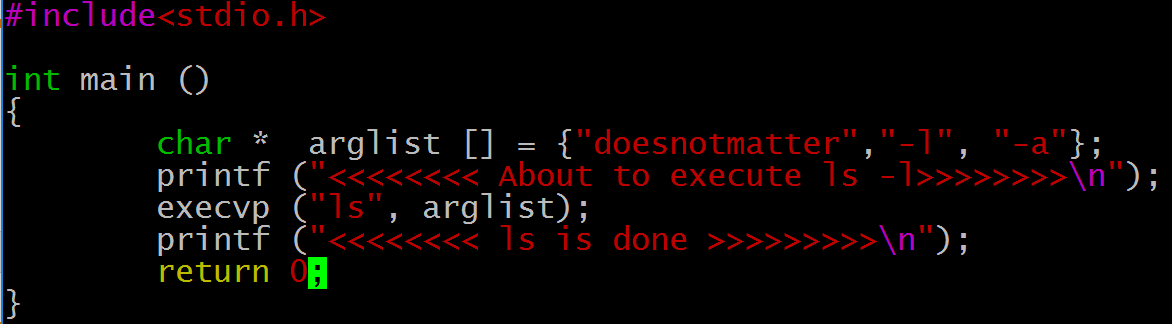 #include<stdio.h>

int main ()
{
        char *  arglist [] = {"doesnotmatter","-l", "-a"};
        printf ("<<<<<<<< About to execute ls -l>>>>>>>>\n");
        execvp ("ls", arglist);
        printf ("<<<<<<<< ls is done >>>>>>>>>\n");
        return 0;
}